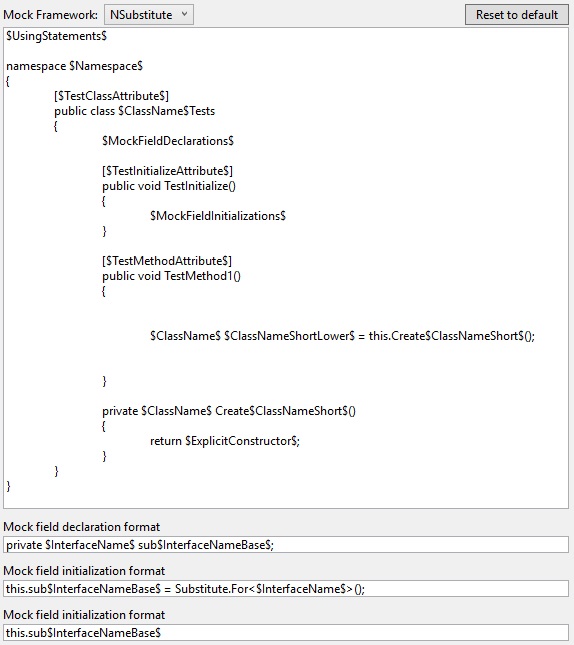 Mock Framework: NSubstitute Reset to default
$UsingStatements$
namespace $Namespace$
{
[$TestClassAttribute$]
public class $ClassName$Tests
{
$MockFieldDeclarations$
[$TestInitializeAttribute$]
public void TestInitialize()
{
$MockFieldInitializations$
}
[$TestMethodAttribute$]
public void TestMethod1()
{
$ClassName$ $ClassNameShortLower$ = this.Create$ClassNameShort$();
}
private $ClassName$ Create$ClassNameShort$()
{
return $ExplicitConstructor$;
}
}
}
Mock field declaration format
private $InterfaceName$ sub$InterfaceNameBase$;
Mock field initialization format
this.sub$InterfaceNameBase$ = Substitute.For<$InterfaceName$>();
Mock field initialization format
this.sub$InterfaceNameBase$